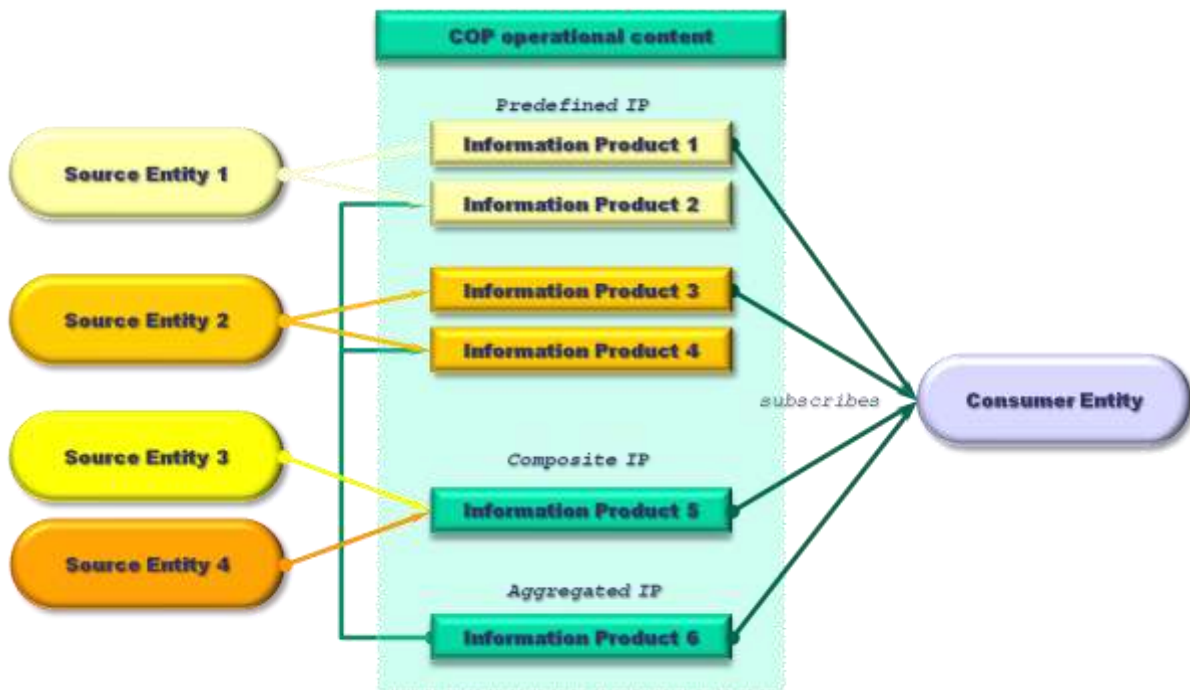 COP operational content
Predefined IP
Source Entity 1
Information Product 1
Information Product 2
Source Entity 2
Information Product 3
Information Product 4
subscribes
Consumer Entity
Source Entity 3
Composite IP
Information Product 5
Source Entity 4
Aggregated IP
Information Product 6